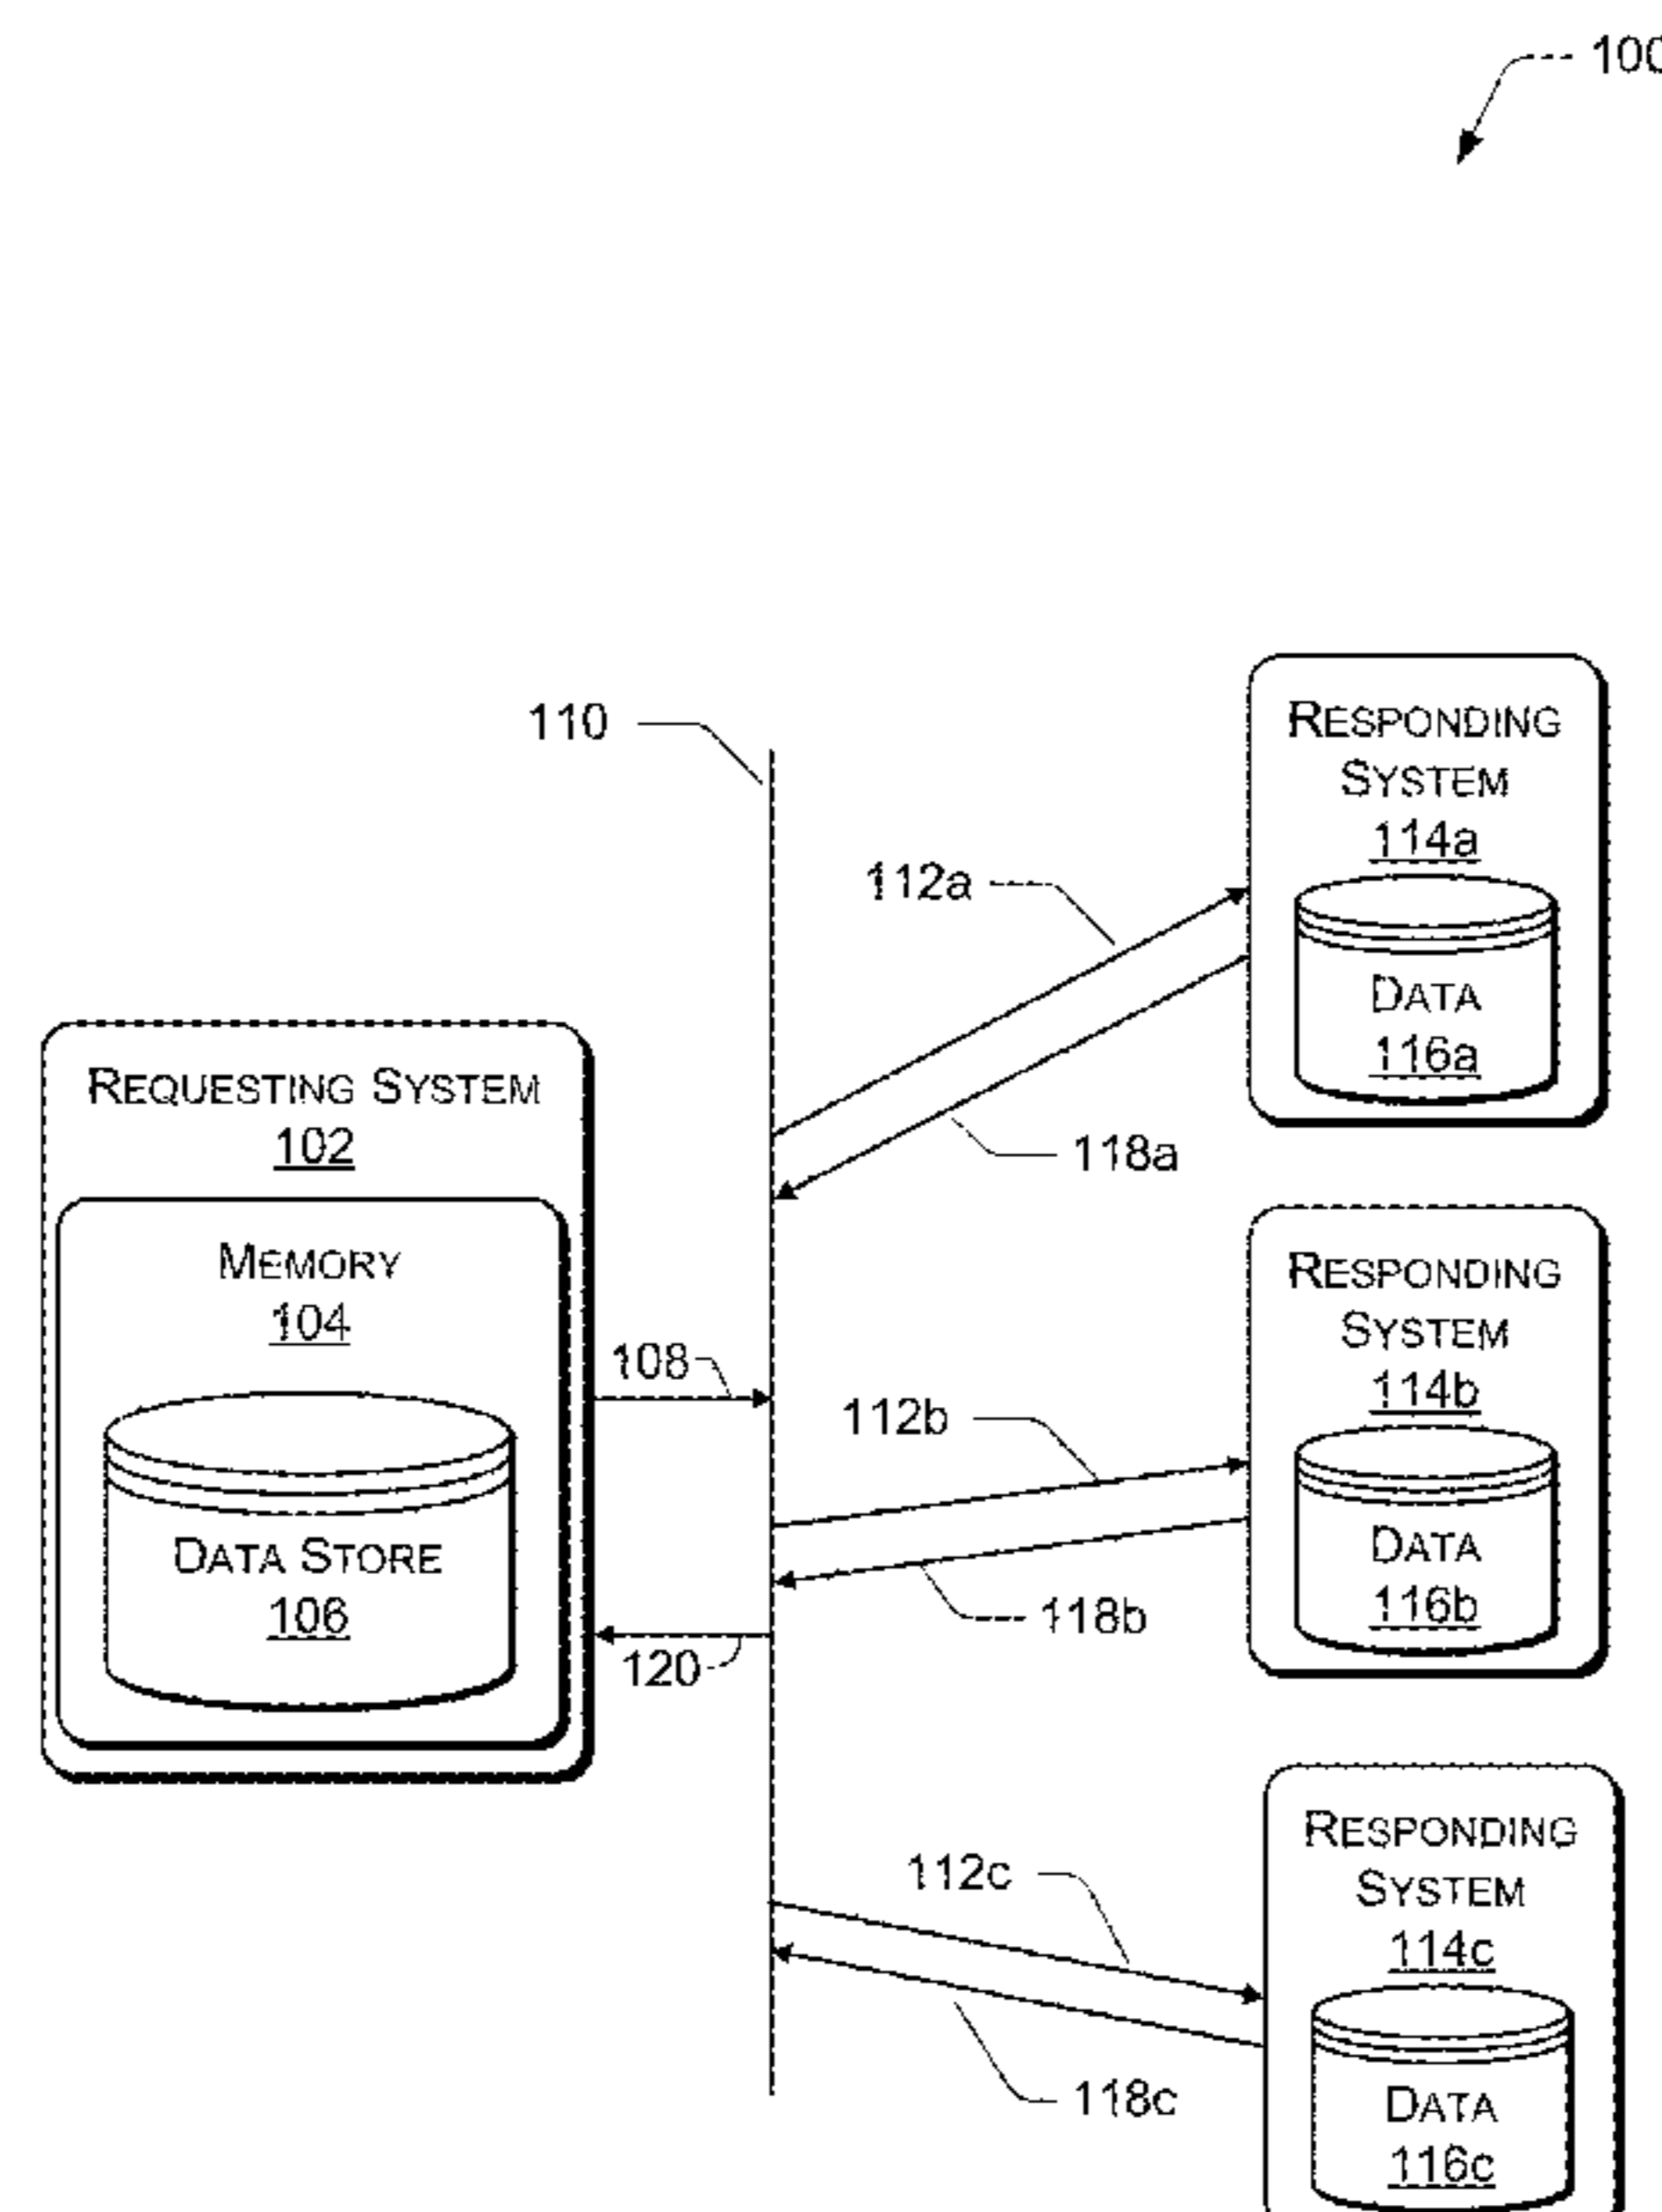 100
110
RESPONDING
SYSTEM
114a
112a
DATA
116a
REQUESTING SYSTEM
102
118a
MEMORY
104
RESPONDING
SYSTEM
114b
108
112b
DATA STORE
106
DATA
116b
118b
120
RESPONDING
SYSTEM
114c
112c
118c
DATA
116c